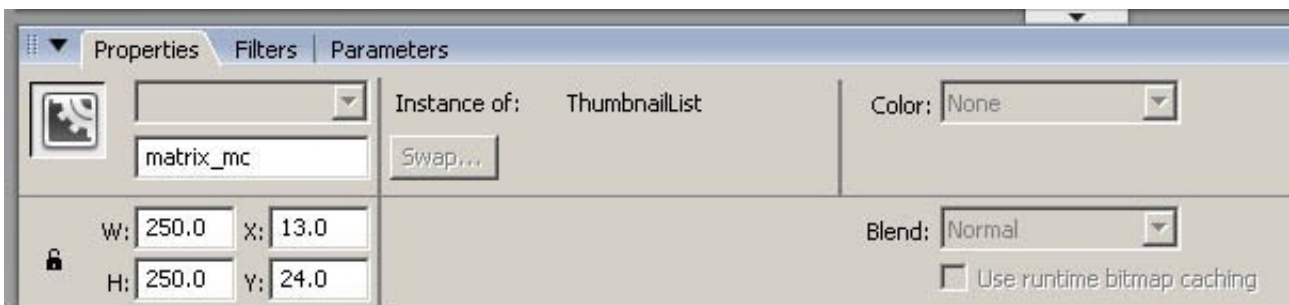 Properties Filters Parameters
Instance of: ThumbnailList Color: None
matrix_mc Swap...
W: 250.0 X: 13.0 Blend: Normal
H: 250.0 Y: 24.0 Use runtime bitmap caching